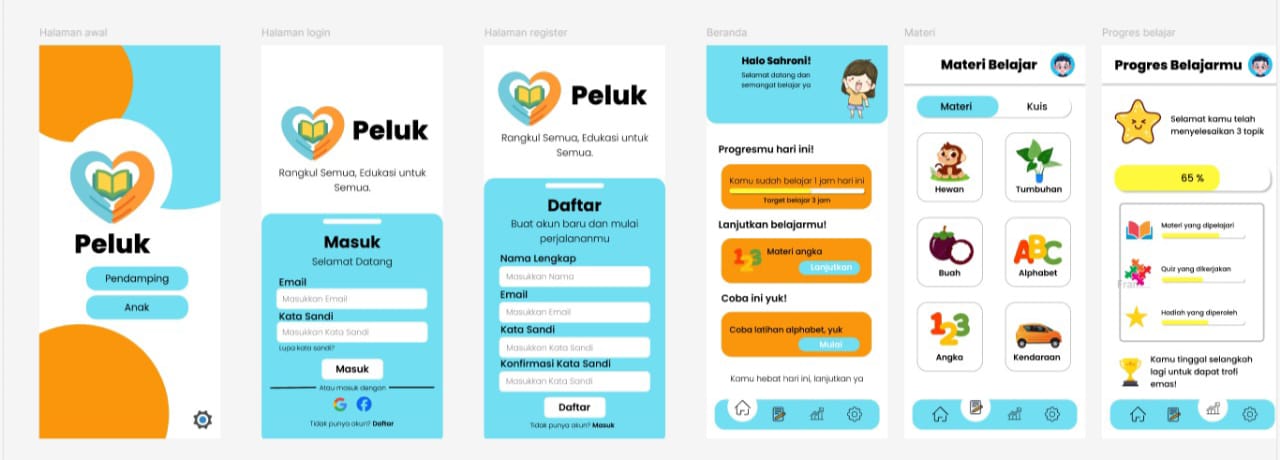 Halaman awal
Peluk
Pendamping
Anak
Halaman login
Peluk
Rangkul Semua, Edukasi untuk
Semua.
Masuk
Selamat Datang
Email
Masukkan Email
Kata Sandi
Masukkan Kata Sandi
Lupa kata sandi?
Masuk
Atau masuk dengan
Tidak punya akun? Daftar
Halaman register
Peluk
Rangkul Semua, Edukasi untuk
Semua.
Daftar
Buat akun baru dan mulai
perjalananmu
Nama Lengkap
Masukkan Nama
Email
Masukkan Email
Kata Sandi
Masukkan Kata Sandi
Konfirmasi Kata Sandi
Masukkan Kata Sandi
Daftar
Tidak punya akun? Masuk
Beranda
Halo Sahroni!
Selamat datang dan
semangat belajar ya
Progresmu hari ini!
Kamu sudah belajar 1 jam hari ini
Target belajar 3 jam
Lanjutkan belajarmu!
123
Materi angka
Lanjutkan
Coba ini yuk!
Coba latihan alphabet, yuk
Mulai
Kamu hebat hari ini, lanjutkan ya
Materi
Materi Belajar
Materi
Kuis
Hewan
Tumbuhan
Buah
ABC
Alphabet
123
Angka
Kendaraan
Progres belajar
Progres Belajarmu
Selamat kamu telah
menyelesaikan 3 topik
65 %
Materi yang dipelajari
Quiz yang dikerjakan
Hadiah yang diperoleh
Kamu tinggal selangkah
lagi untuk dapat trofi
emas!